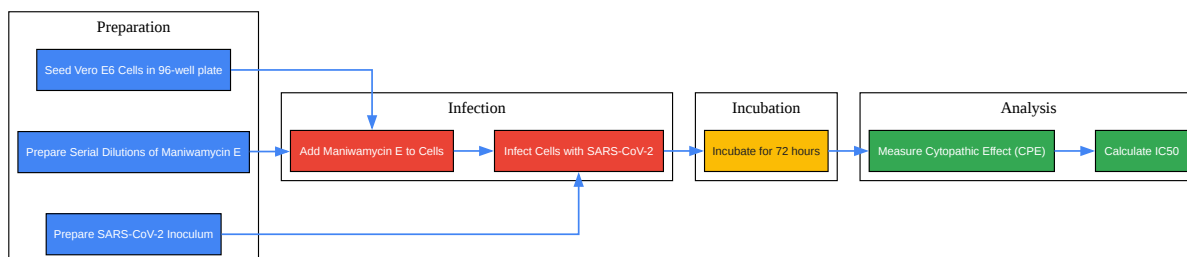 Preparation
Seed Vero E6 Cells in 96-well plate
Prepare Serial Dilutions of Maniwamycin E
Prepare SARS-CoV-2 Inoculum
Infection
Add Maniwamycin E to Cells
Infect Cells with SARS-CoV-2
Incubation
Incubate for 72 hours
Analysis
Measure Cytopathic Effect (CPE)
Calculate IC50